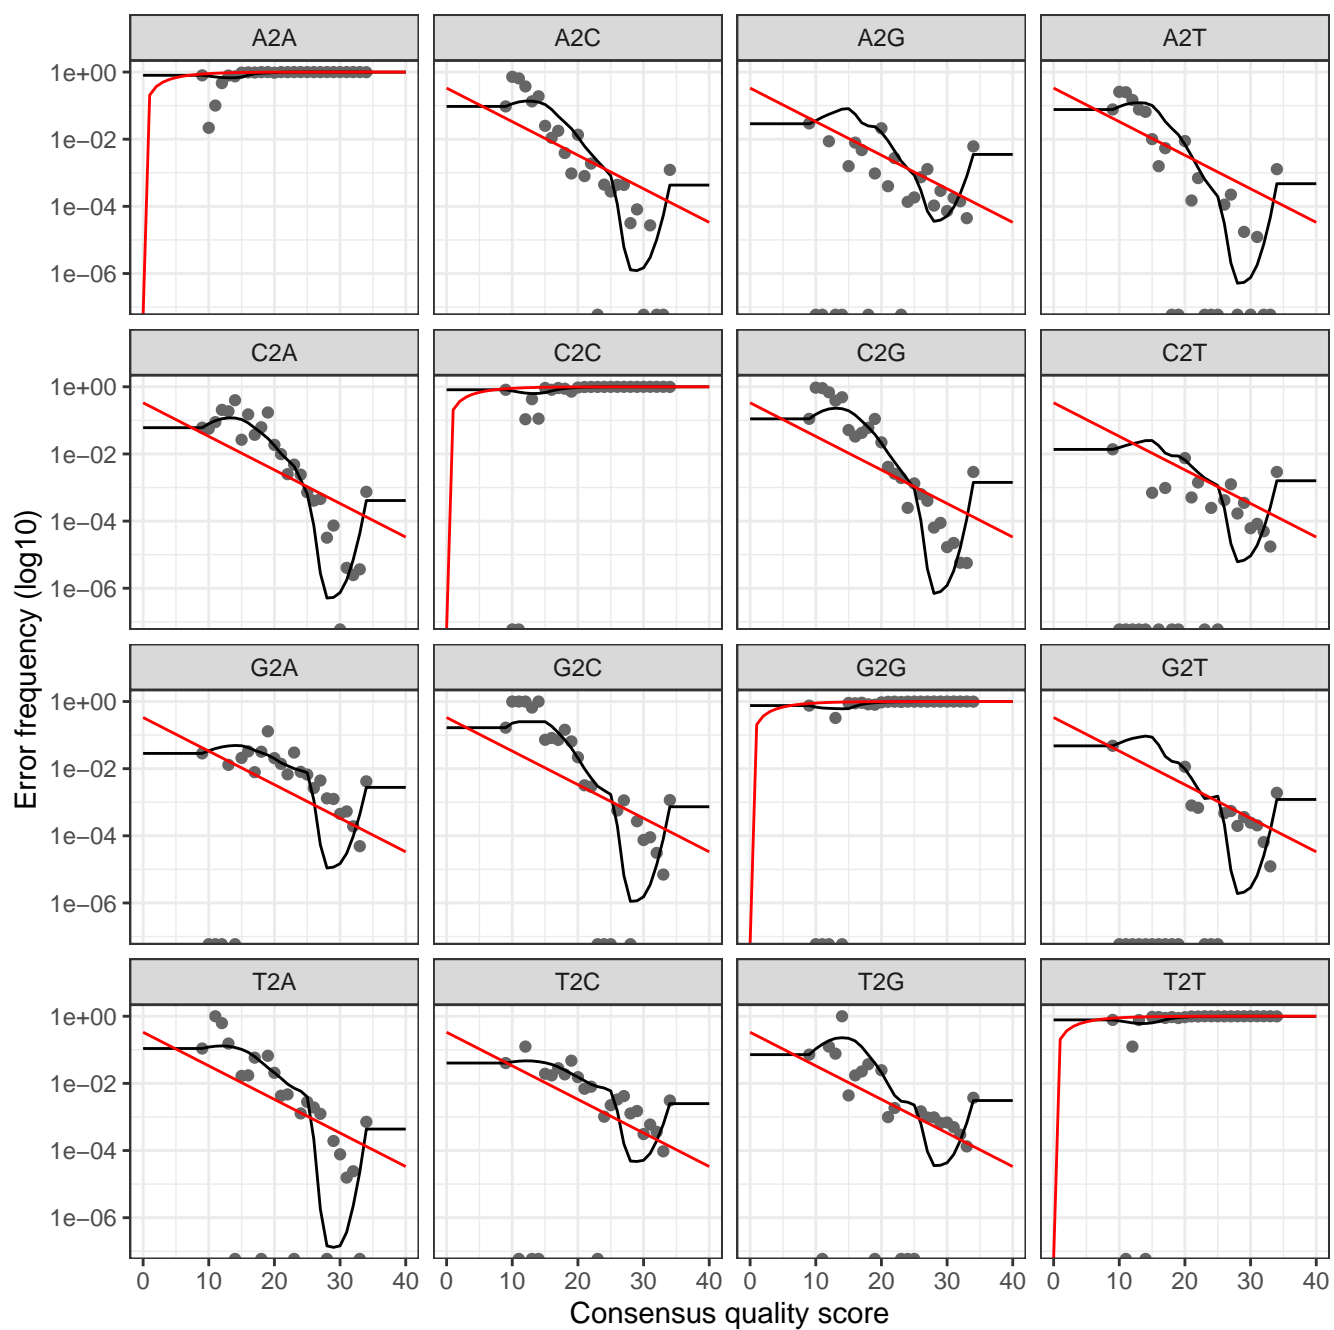 A2A A2C A2G A2T
1e+00
1e−02
1e−04
1e−06
C2A C2C C2G C2T
1e+00
1e−02
1e−04
1e−06
G2A G2C G2G G2T
1e+00
1e−02
1e−04
1e−06
T2A T2C T2G T2T
1e+00
1e−02
1e−04
1e−06
0 10 20 30 40 0 10 20 30 40 0 10 20 30 40 0 10 20 30 40
Consensus quality score
Error frequency (log10)